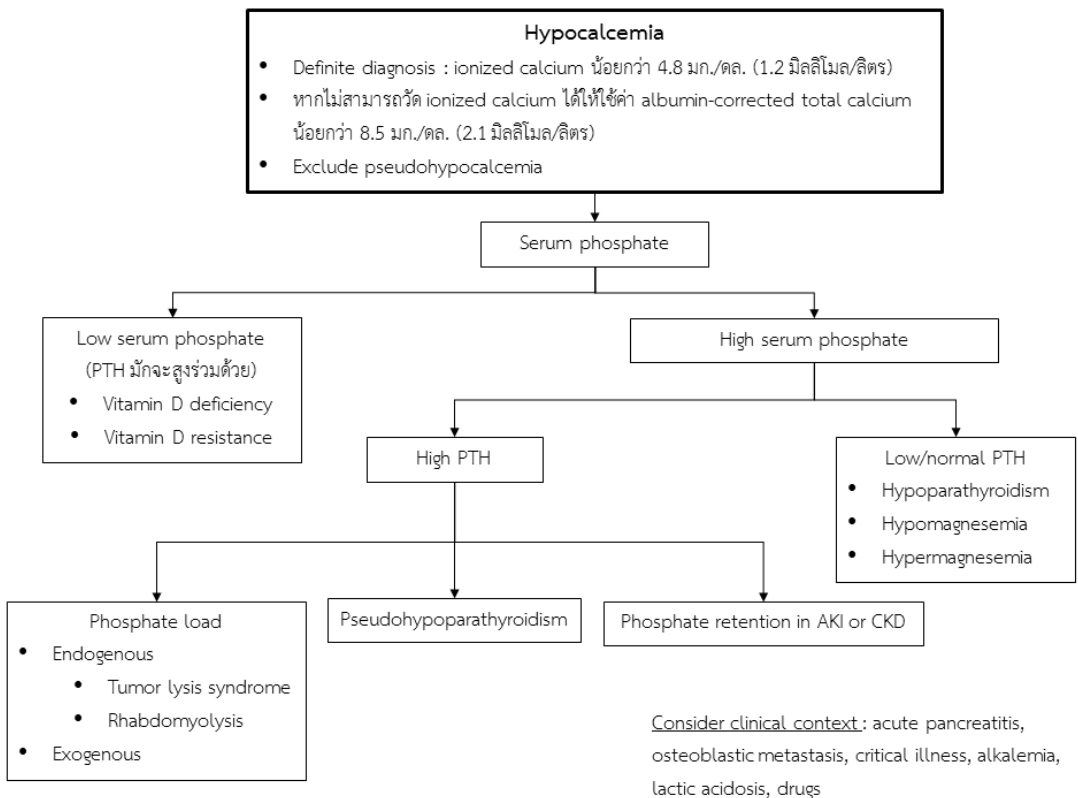 Hypocalcemia
• Definite diagnosis : ionized calcium น้อยกว่า 4.8 มก./ดล. (1.2 มิลลิโมล/ลิตร)
• หากไม่สามารถวัด ionized calcium ได้ให้ใช้ค่า albumin-corrected total calcium
น้อยกว่า 8.5 มก./ดล. (2.1 มิลลิโมล/ลิตร)
• Exclude pseudohypocalcemia
Serum phosphate
Low serum phosphate
(PTH มักจะสูงร่วมด้วย)
• Vitamin D deficiency
• Vitamin D resistance
High serum phosphate
High PTH
Low/normal PTH
• Hypoparathyroidism
• Hypomagnesemia
• Hypermagnesemia
Phosphate load
• Endogenous
• Tumor lysis syndrome
• Rhabdomyolysis
• Exogenous
Pseudohypoparathyroidism
Phosphate retention in AKI or CKD
Consider clinical context : acute pancreatitis,
osteoblastic metastasis, critical illness, alkalemia,
lactic acidosis, drugs